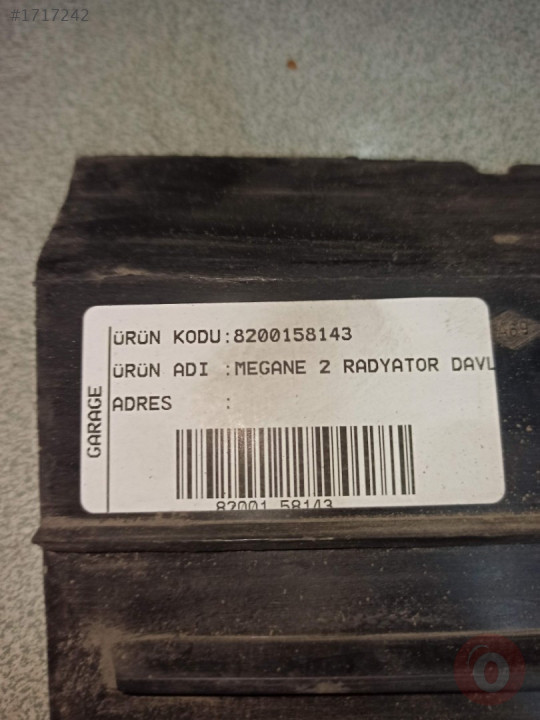 #1717242
ÜRÜN KODU:8200158143
ÜRÜN ADI :MEGANE 2 RADYATOR DAVL
ADRES :
GARAGE
82001 58143